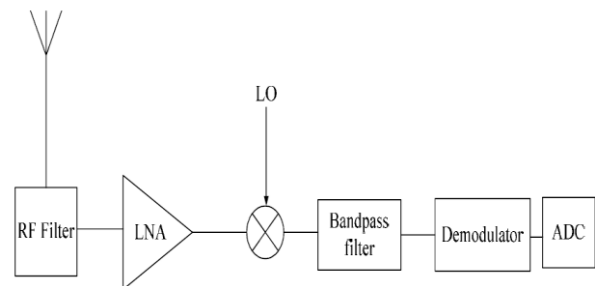 LO
RF Filter
LNA
Bandpass
filter
Demodulator
ADC